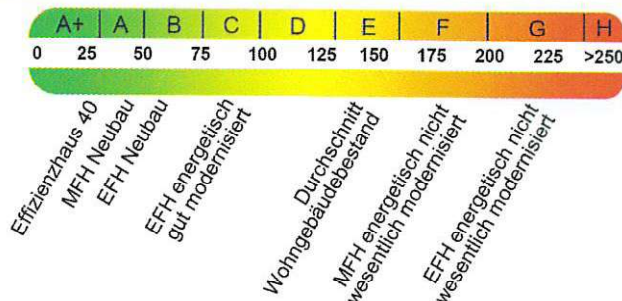 A+ A B C D E F G H
0 25 50 75 100 125 150 175 200 225 >250
Effizienzhaus 40
MFH Neubau
EFH Neubau
EFH energetisch
gut modernisiert
Durchschnitt
Wohngebäudebestand
MFH energetisch nicht
wesentlich modernisiert
EFH energetisch nicht
wesentlich modernisiert